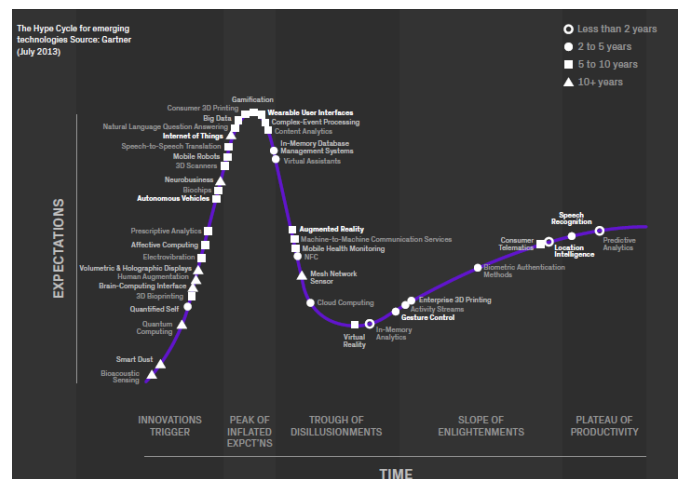 The Hype Cycle for emerging
technologies Source: Gartner
(July 2013)
Less than 2 years
2 to 5 years
5 to 10 years
10+ years
EXPECTATIONS
Gamification
Consumer 3D Printing
Wearable User Interfaces
Big Data
Complex-Event Processing
Natural Language Question Answering
Content Analytics
Internet of Things
Speech-to-Speech Translation
In-Memory Database
Management Systems
Mobile Robots
Virtual Assistants
3D Scanners
Neurobusiness
Biochips
Autonomous Vehicles
Prescriptive Analytics
Affective Computing
Electrovibration
Volumetric & Holographic Displays
Human Augmentation
Brain-Computing Interface
3D Bioprinting
Quantified Self
Quantum
Computing
Smart Dust
Bioscoustic
Sensing
Augmented Reality
Machine-to-Machine Communication Services
Mobile Health Monitoring
NFC
Mesh Network
Sensor
Cloud Computing
Virtual
Reality
In-Memory
Analytics
Gesture Control
Activity Streams
Enterprise 3D Printing
Biometric Authentication
Methods
Consumer
Telematics
Location
Intelligence
Speech
Recognition
Predictive
Analytics
INNOVATIONS
TRIGGER
PEAK OF
INFLATED
EXPCT'NS
TROUGH OF
DISILLUSIONMENTS
SLOPE OF
ENLIGHTENMENTS
PLATEAU OF
PRODUCTIVITY
TIME